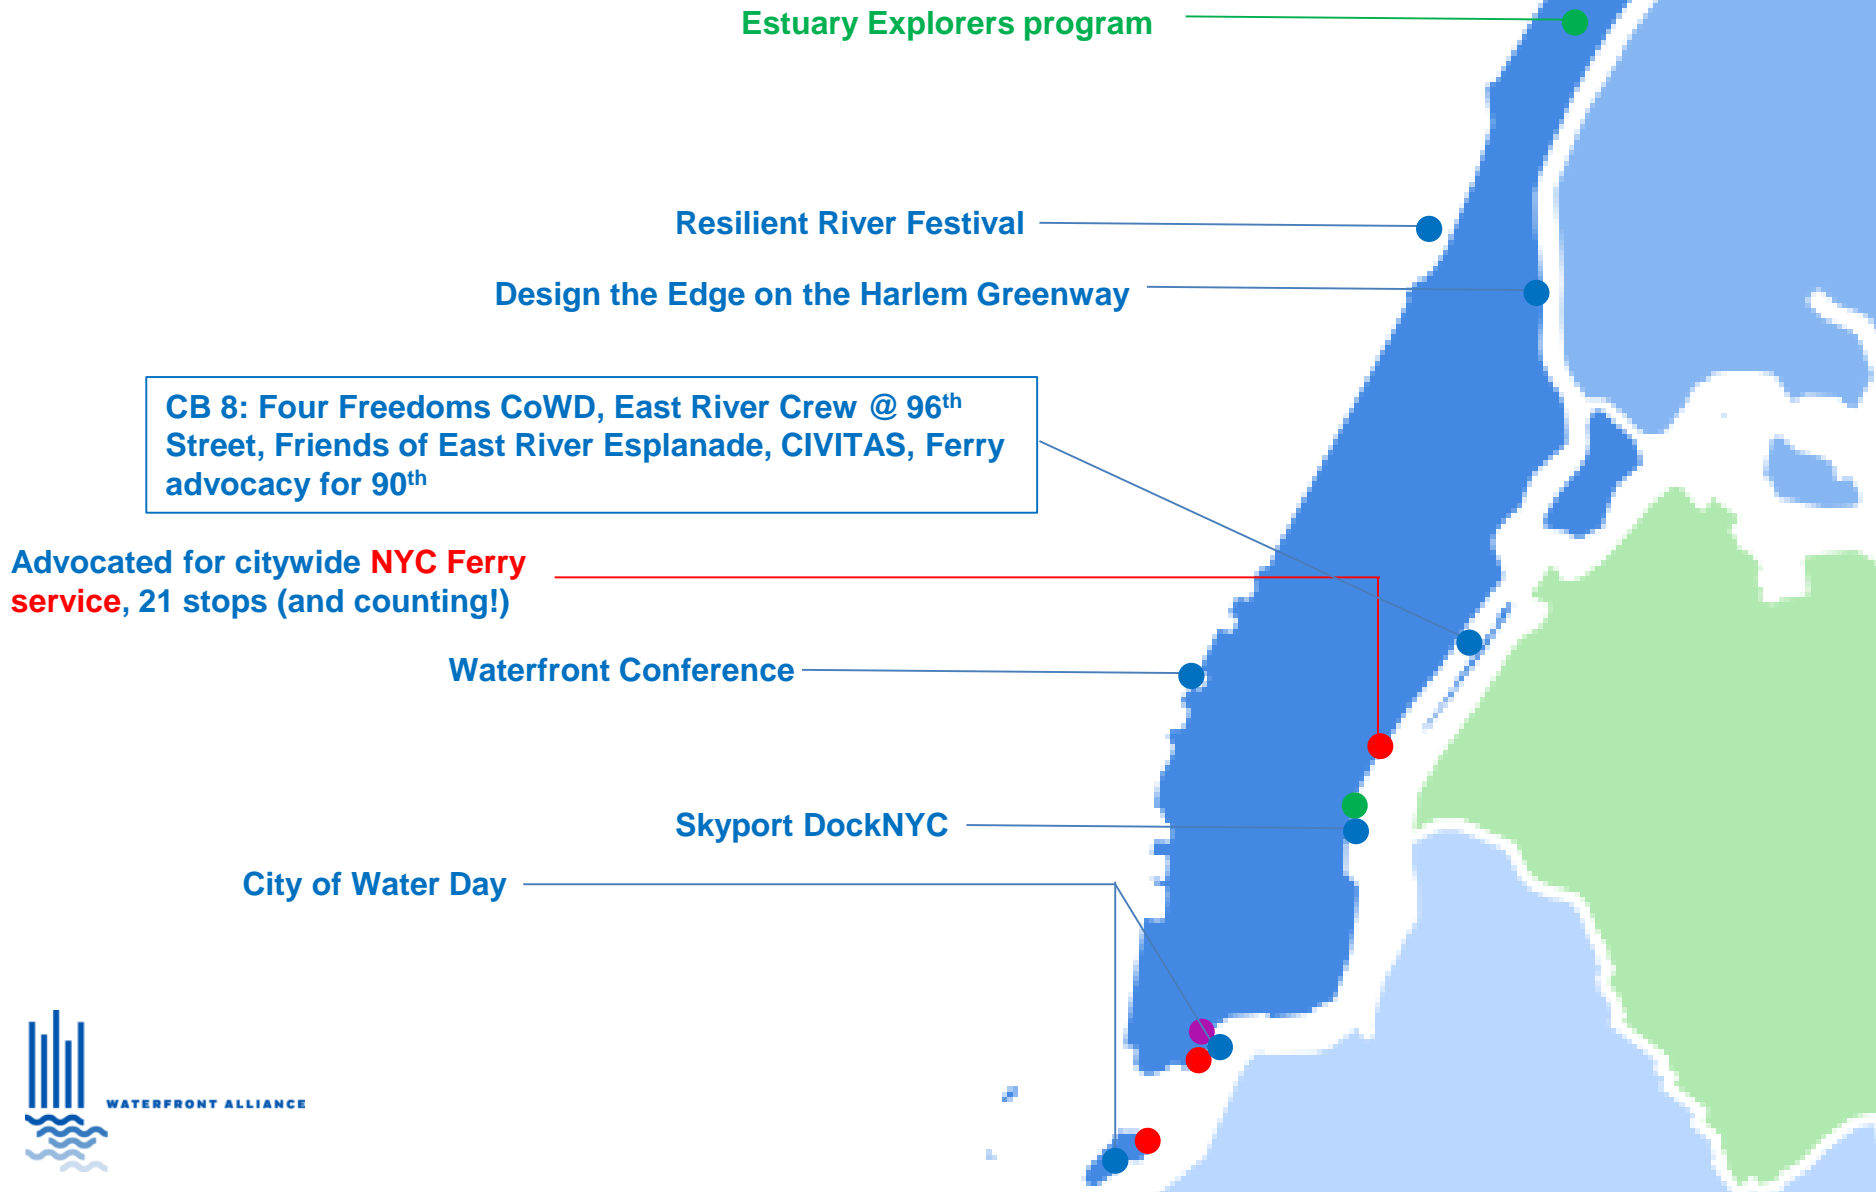 Estuary Explorers program
Resilient River Festival
Design the Edge on the Harlem Greenway
CB 8: Four Freedoms CoWD, East River Crew @ 96th
Street, Friends of East River Esplanade, CIVITAS, Ferry
advocacy for 90th
Advocated for citywide NYC Ferry
service, 21 stops (and counting!)
Waterfront Conference
Skyport DockNYC
City of Water Day
WATERFRONT ALLIANCE